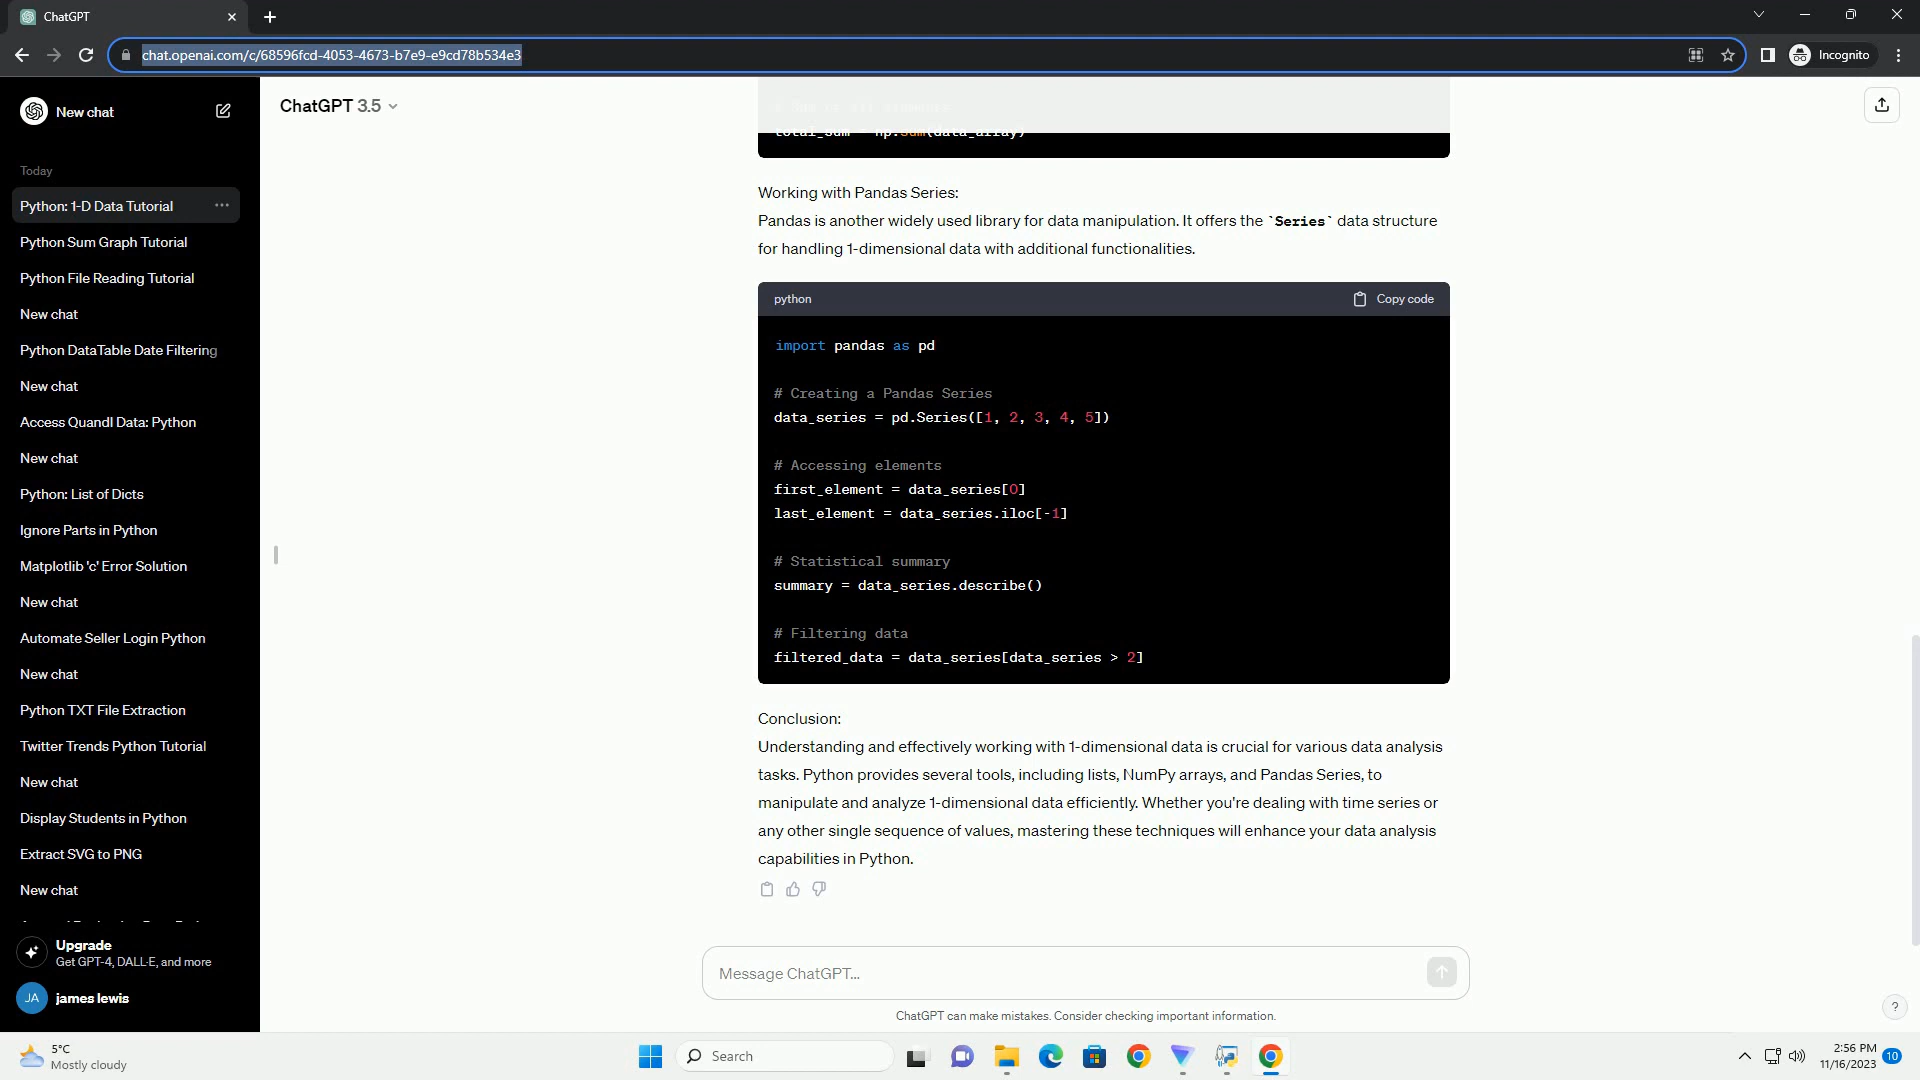 ChatGPT
chat.openai.com/c/68596fcd-4053-4673-b7e9-e9cd78b534e3
Incognito
New chat
Today
Python: 1-D Data Tutorial
Python Sum Graph Tutorial
Python File Reading Tutorial
New chat
Python DataTable Date Filtering
New chat
Access Quandl Data: Python
New chat
Python: List of Dicts
Ignore Parts in Python
Matplotlib 'c' Error Solution
New chat
Automate Seller Login Python
New chat
Python TXT File Extraction
Twitter Trends Python Tutorial
New chat
Display Students in Python
Extract SVG to PNG
New chat
Upgrade
Get GPT-4, DALL·E, and more
JA
james lewis
ChatGPT 3.5
total_sum = np.sum(data_array)
Working with Pandas Series:
Pandas is another widely used library for data manipulation. It offers the `Series` data structure
for handling 1-dimensional data with additional functionalities.
python
Copy code
import pandas as pd
# Creating a Pandas Series
data_series = pd.Series([1, 2, 3, 4, 5])
# Accessing elements
first_element = data_series[0]
last_element = data_series.iloc[-1]
# Statistical summary
summary = data_series.describe()
# Filtering data
filtered_data = data_series[data_series > 2]
Conclusion:
Understanding and effectively working with 1-dimensional data is crucial for various data analysis
tasks. Python provides several tools, including lists, NumPy arrays, and Pandas Series, to
manipulate and analyze 1-dimensional data efficiently. Whether you're dealing with time series or
any other single sequence of values, mastering these techniques will enhance your data analysis
capabilities in Python.
Message ChatGPT...
ChatGPT can make mistakes. Consider checking important information.
?
5°C
Mostly cloudy
Search
2:56 PM
11/16/2023
10